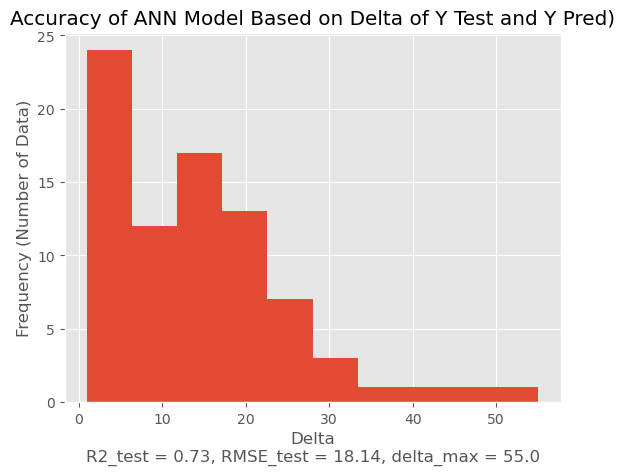 Accuracy of ANN Model Based on Delta of Y Test and Y Pred)
25
20
15
10
5
0
Frequency (Number of Data)
0 10 20 30 40 50
Delta
R2_test = 0.73, RMSE_test = 18.14, delta_max = 55.0